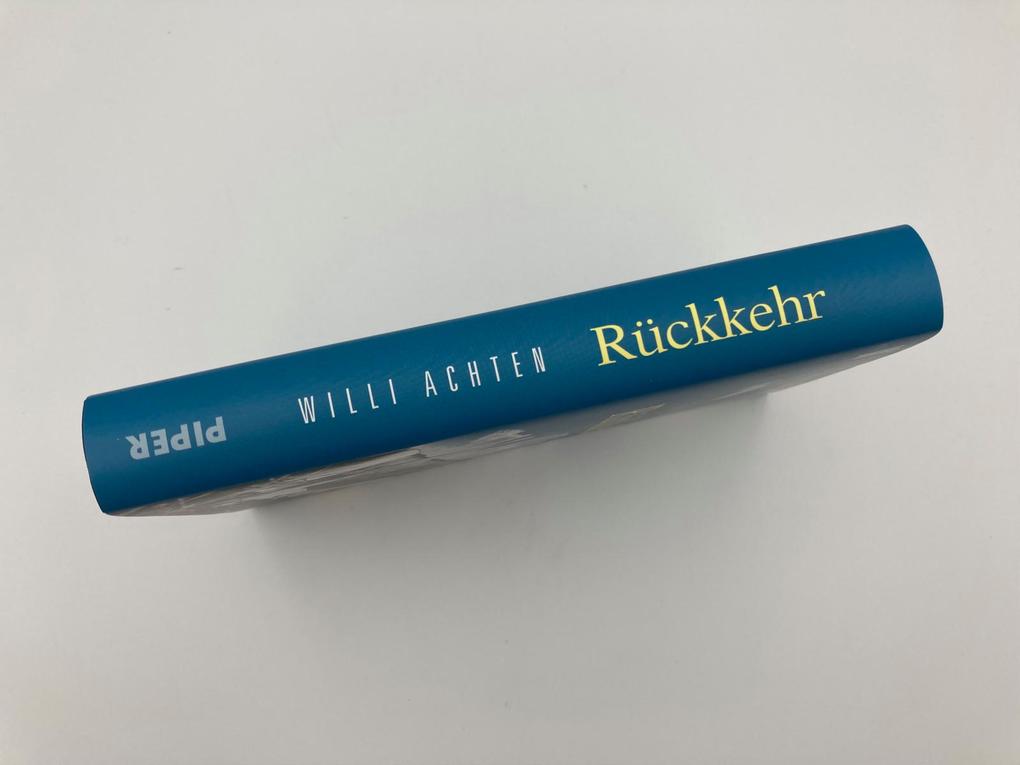 WILLI ACHTEN
Rückkehr
PIPER